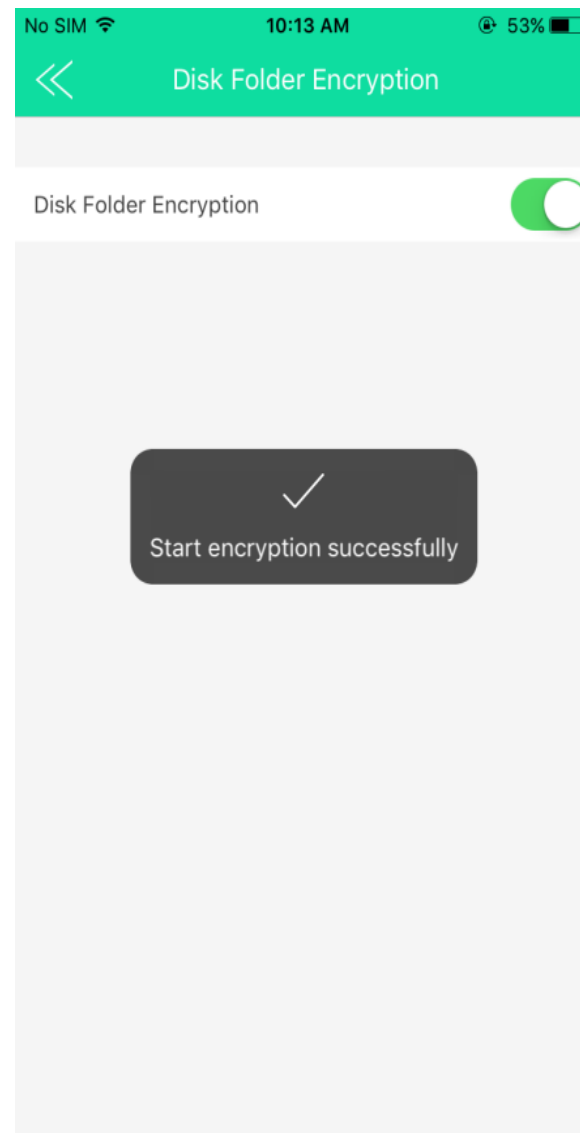 No SIM 10:13 AM 53%
Disk Folder Encryption
Disk Folder Encryption
Start encryption successfully